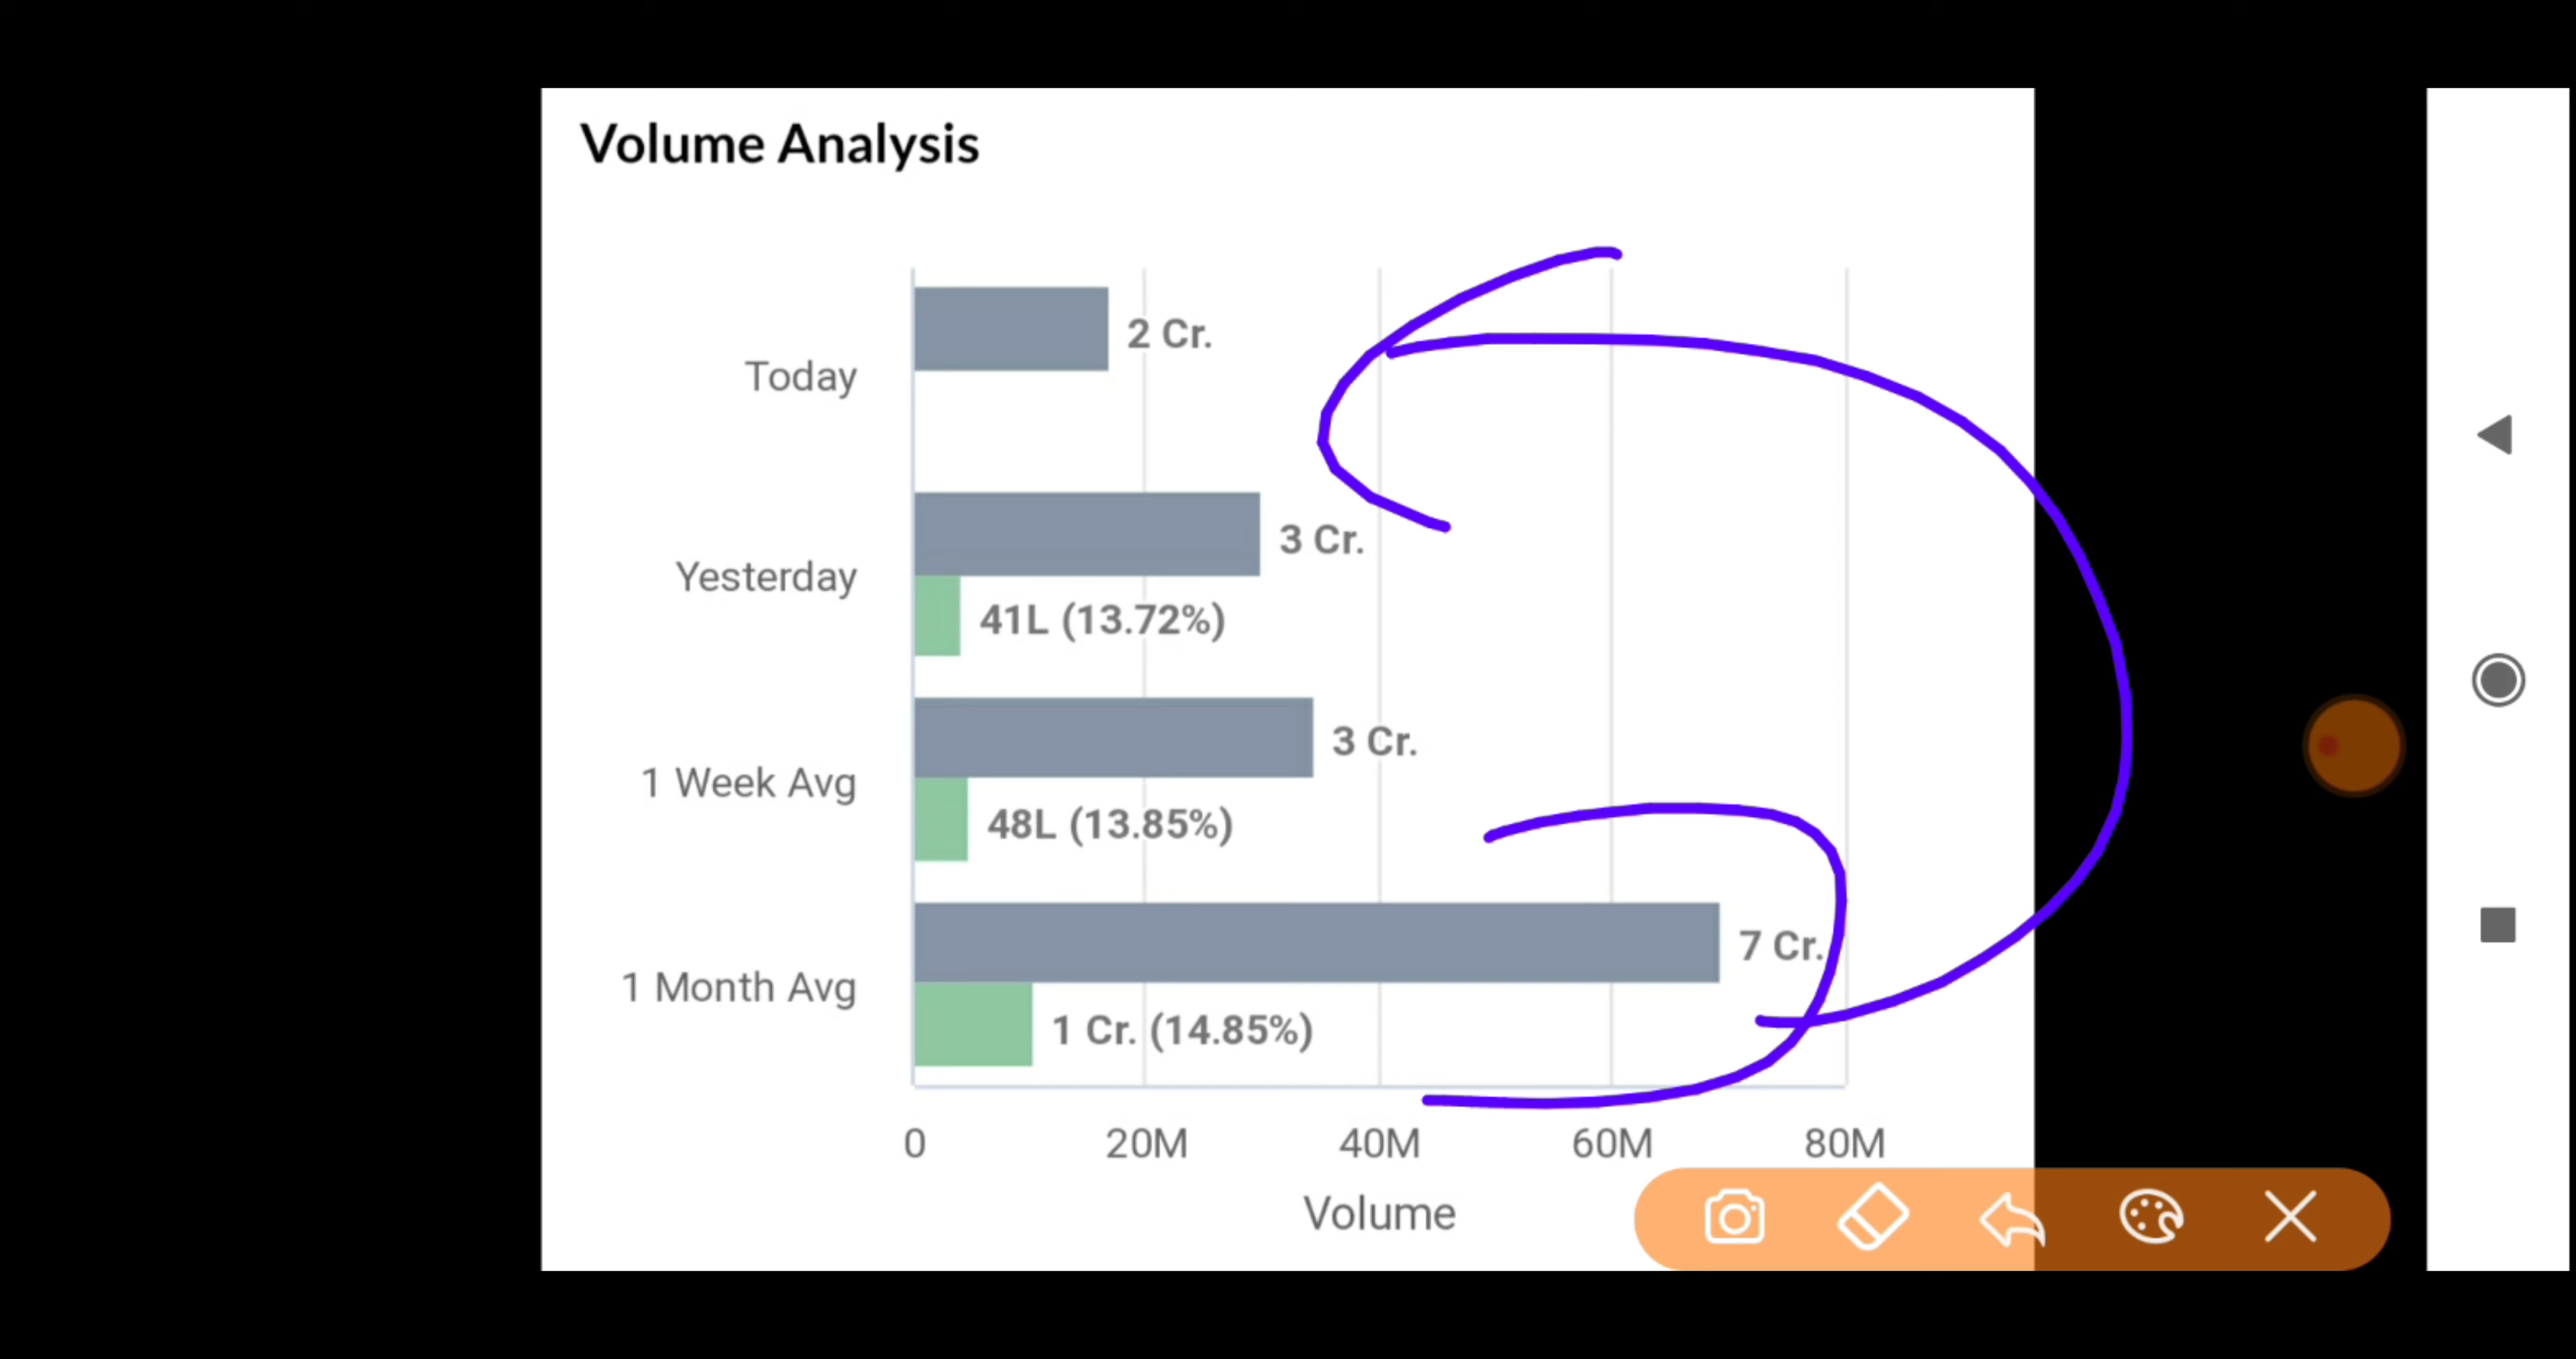 Volume Analysis
Today
2 Cr.
Yesterday
3 Cr.
41L (13.72%)
1 Week Avg
3 Cr.
48L (13.85%)
1 Month Avg
7 Cr.
1 Cr. (14.85%)
0 20M 40M 60M 80M
Volume